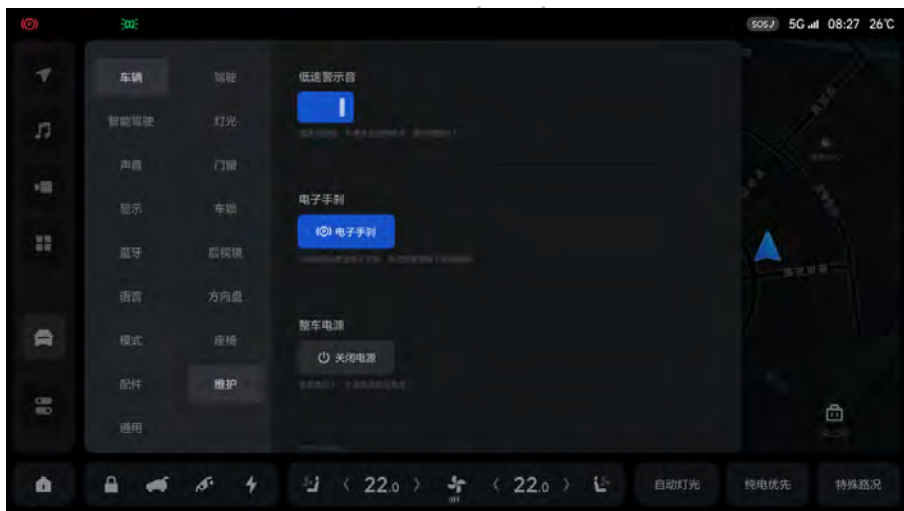 SOS 5G 08:27 26℃
车辆
智能驾驶
声音
显示
蓝牙
语言
模式
配件
通用
驾驶
灯光
门窗
车锁
后视镜
方向盘
座椅
维护
低速警示音
电子手刹
电子手刹
整车电源
关闭电源
22.0
OFF
22.0
自动灯光
纯电优先
特殊路况